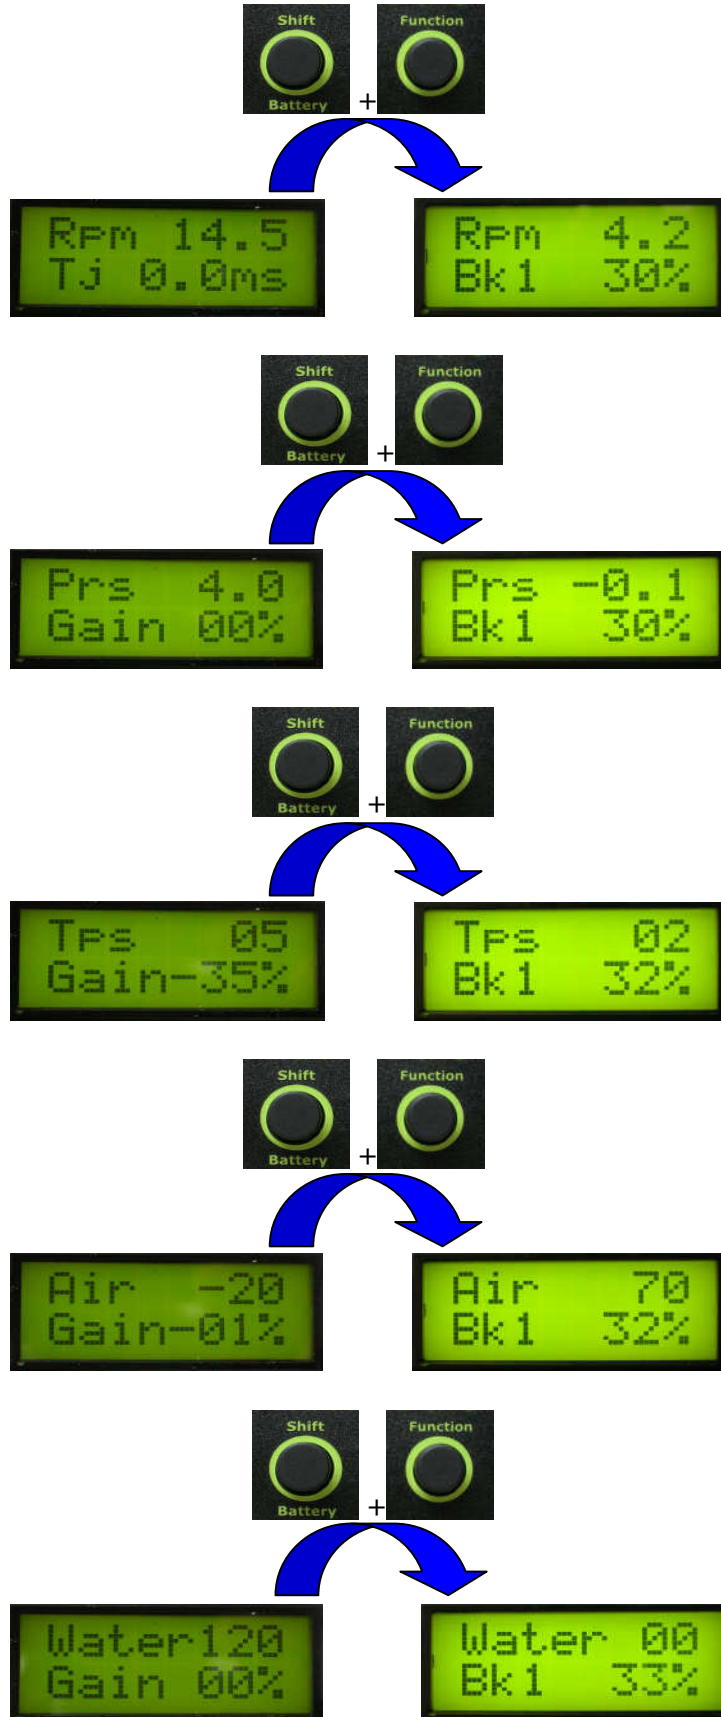 Shift Function
Battery +
Rpm 14.5 Rpm 4.2
Tj 0.0ms Bk1 30%
Shift Function
Battery +
Prs 4.0 Prs -0.1
Gain 00% Bk1 30%
Shift Function
Battery +
Tps 05 Tps 02
Gain-35% Bk1 32%
Shift Function
Battery +
Air -20 Air 70
Gain-01% Bk1 32%
Shift Function
Battery +
Water120 Water 00
Gain 00% Bk1 33%